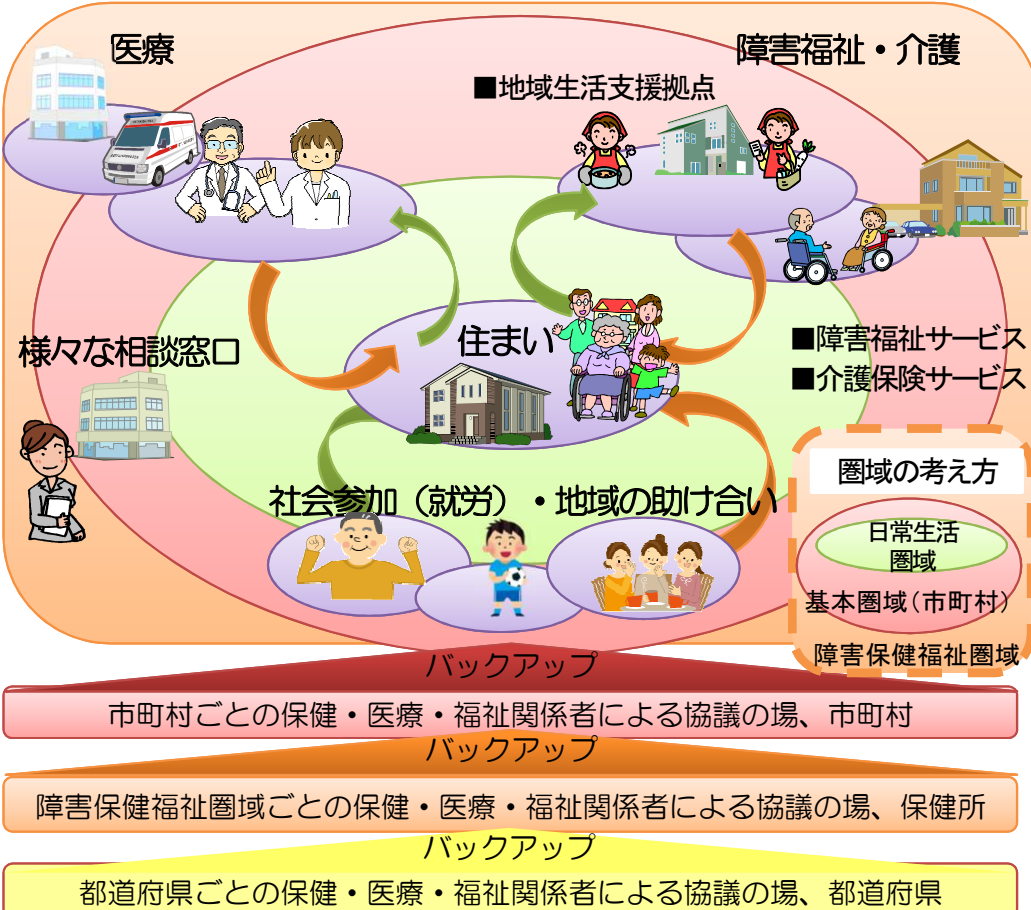 医療
障害福祉・介護
■地域生活支援拠点
様々な相談窓口
住まい
■障害福祉サービス
■介護保険サービス
社会参加（就労）・地域の助け合い
圏域の考え方
日常生活
圏域
基本圏域（市町村）
障害保健福祉圏域
バックアップ
市町村ごとの保健・医療・福祉関係者による協議の場、市町村
バックアップ
障害保健福祉圏域ごとの保健・医療・福祉関係者による協議の場、保健所
バックアップ
都道府県ごとの保健・医療・福祉関係者による協議の場、都道府県